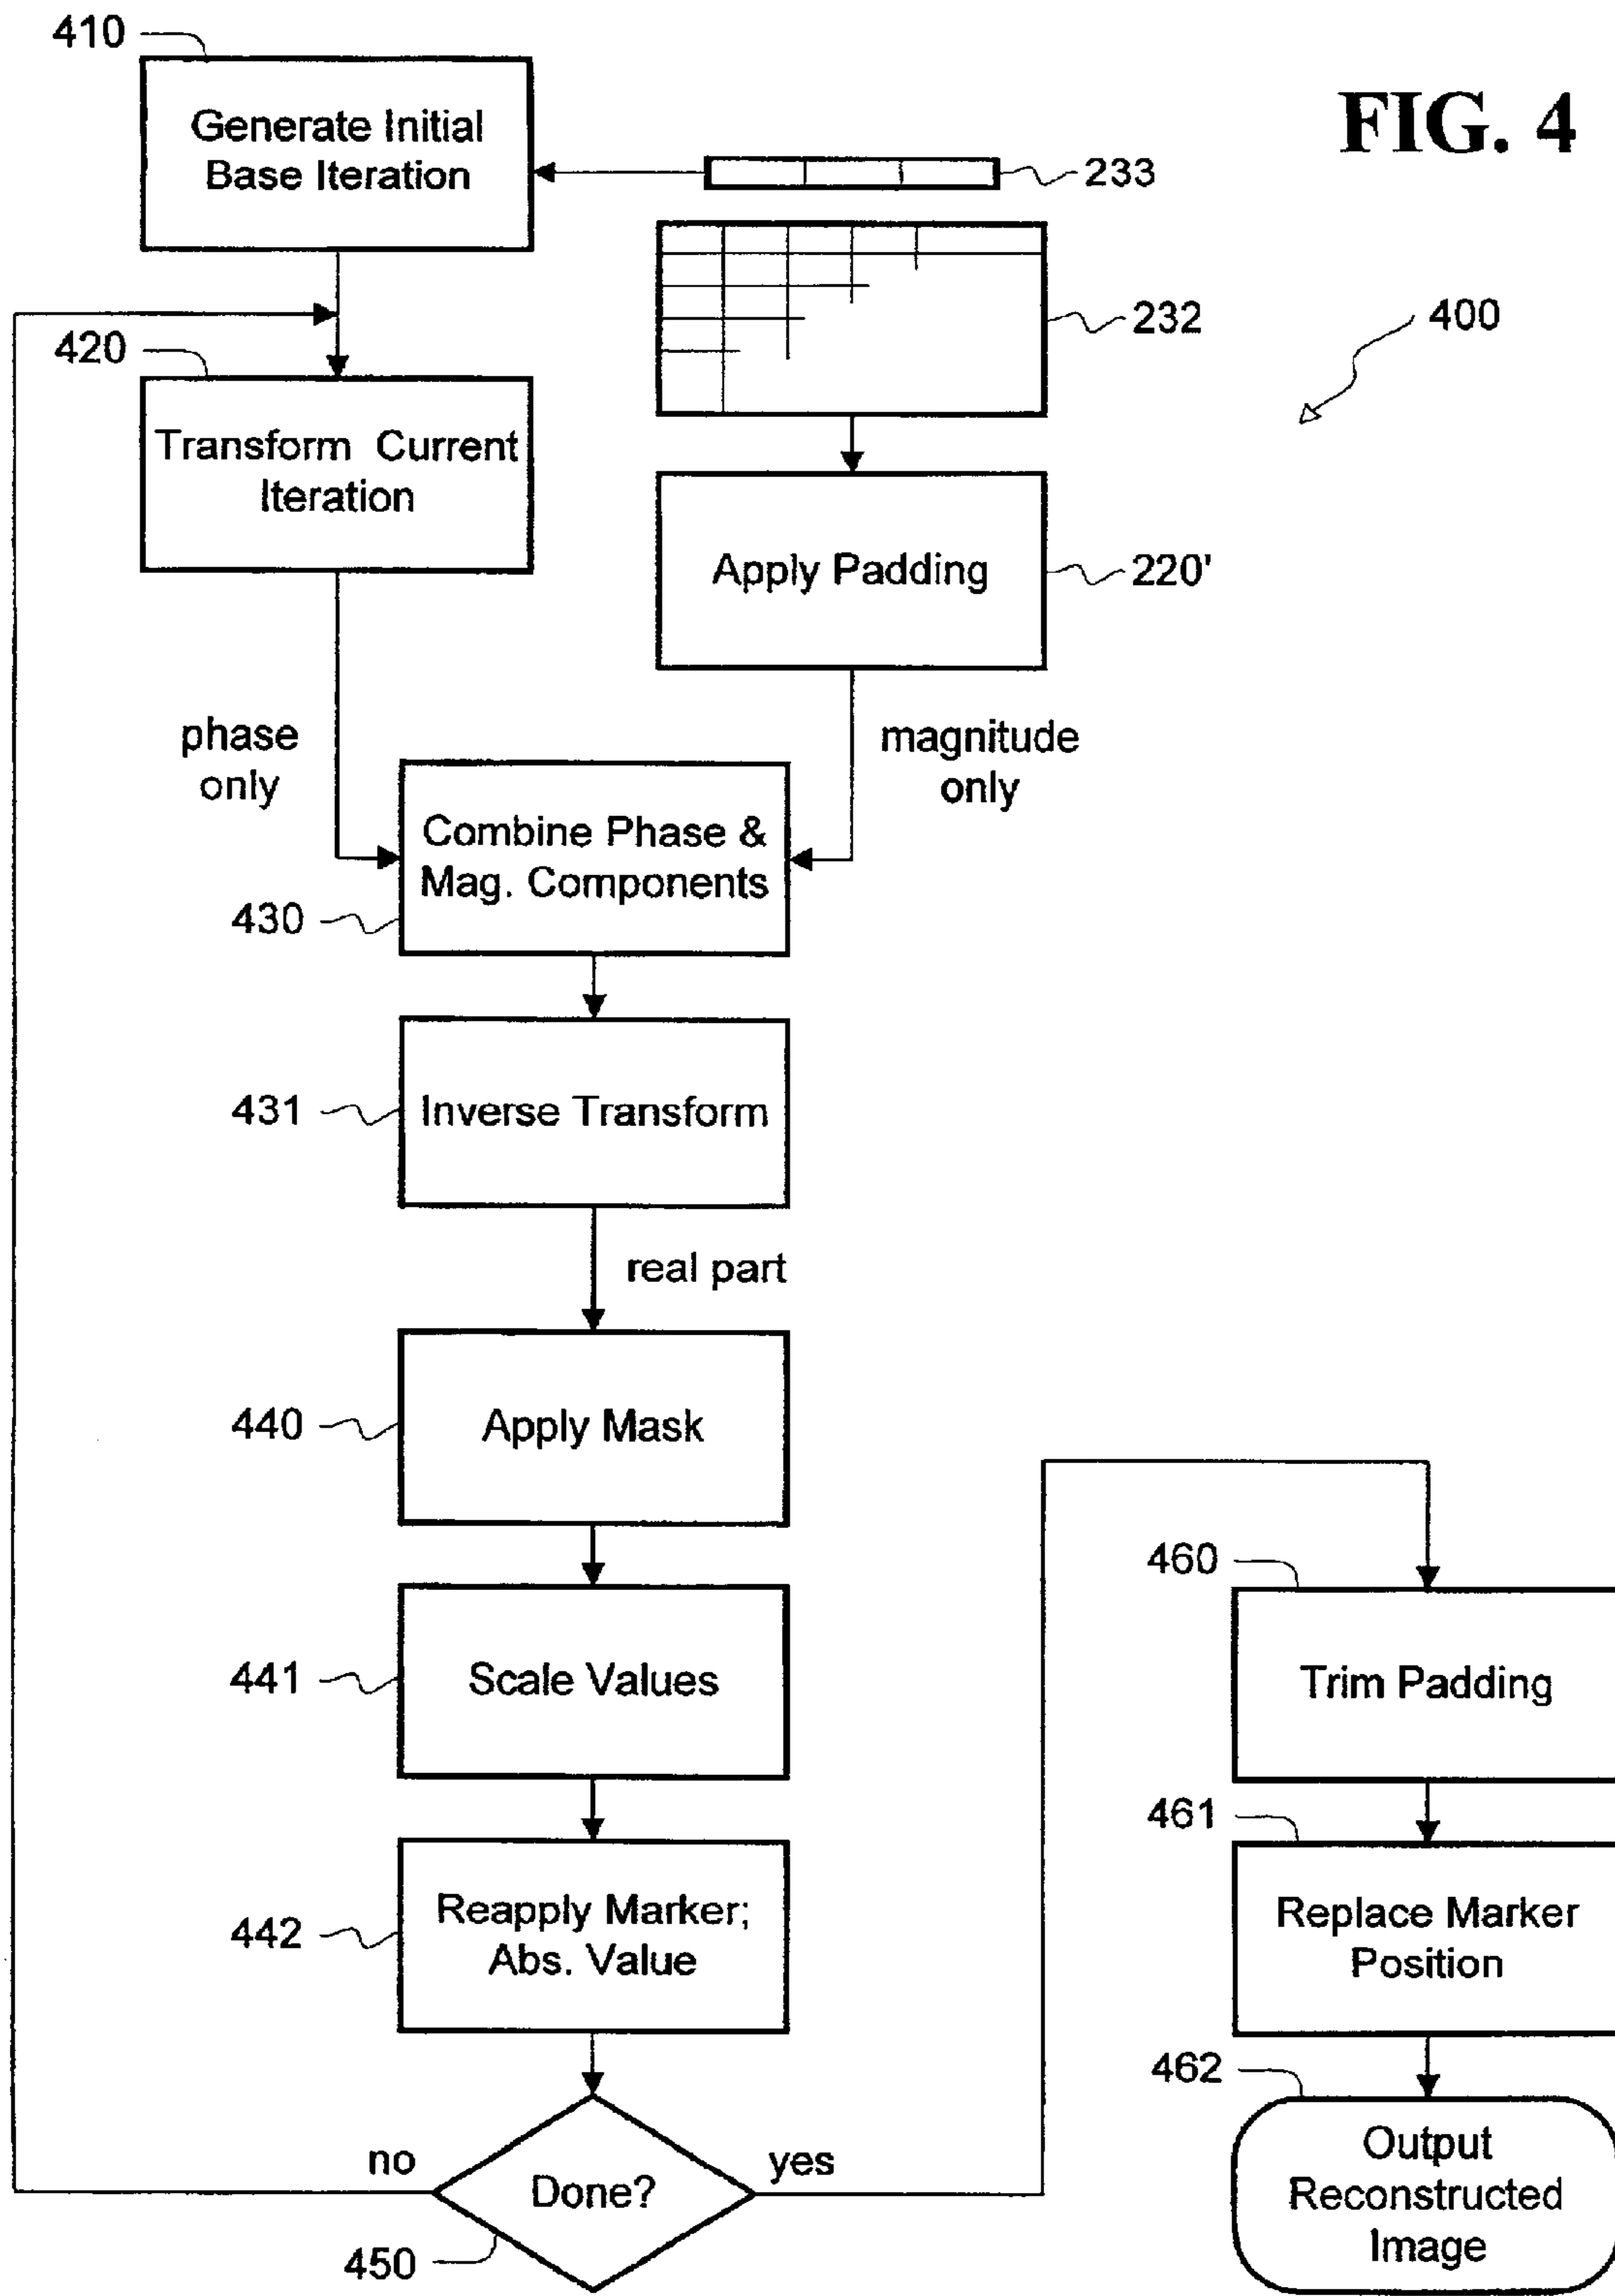 FIG. 4
410
Generate Initial
Base Iteration
233
232
400
420
Transform Current
Iteration
Apply Padding
220'
phase
only
magnitude
only
Combine Phase &
Mag. Components
430
431
Inverse Transform
real part
440
Apply Mask
441
Scale Values
442
Reapply Marker;
Abs. Value
no
Done?
yes
450
460
Trim Padding
461
Replace Marker
Position
462
Output
Reconstructed
Image